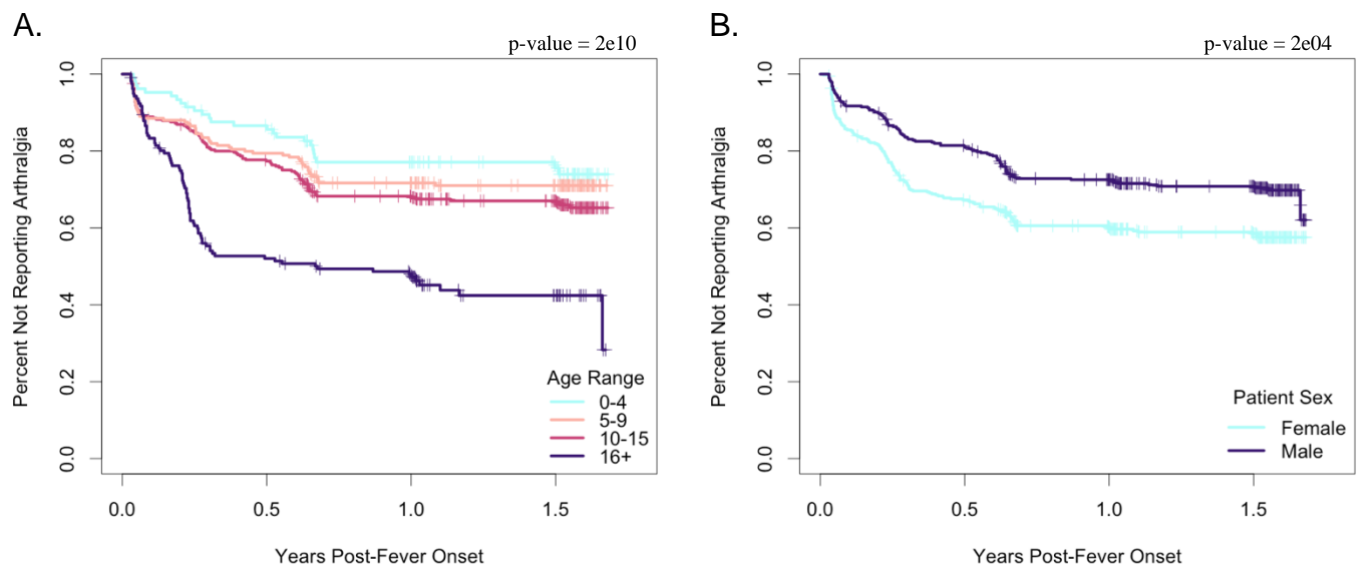 A.
p-value = 2e10
Percent Not Reporting Arthralgia
1.0
0.8
0.6
0.4
0.2
0.0
Age Range
0-4
5-9
10-15
16+
0.0 0.5 1.0 1.5
Years Post-Fever Onset
B.
p-value = 2e04
Percent Not Reporting Arthralgia
1.0
0.8
0.6
0.4
0.2
0.0
Patient Sex
Female
Male
0.0 0.5 1.0 1.5
Years Post-Fever Onset